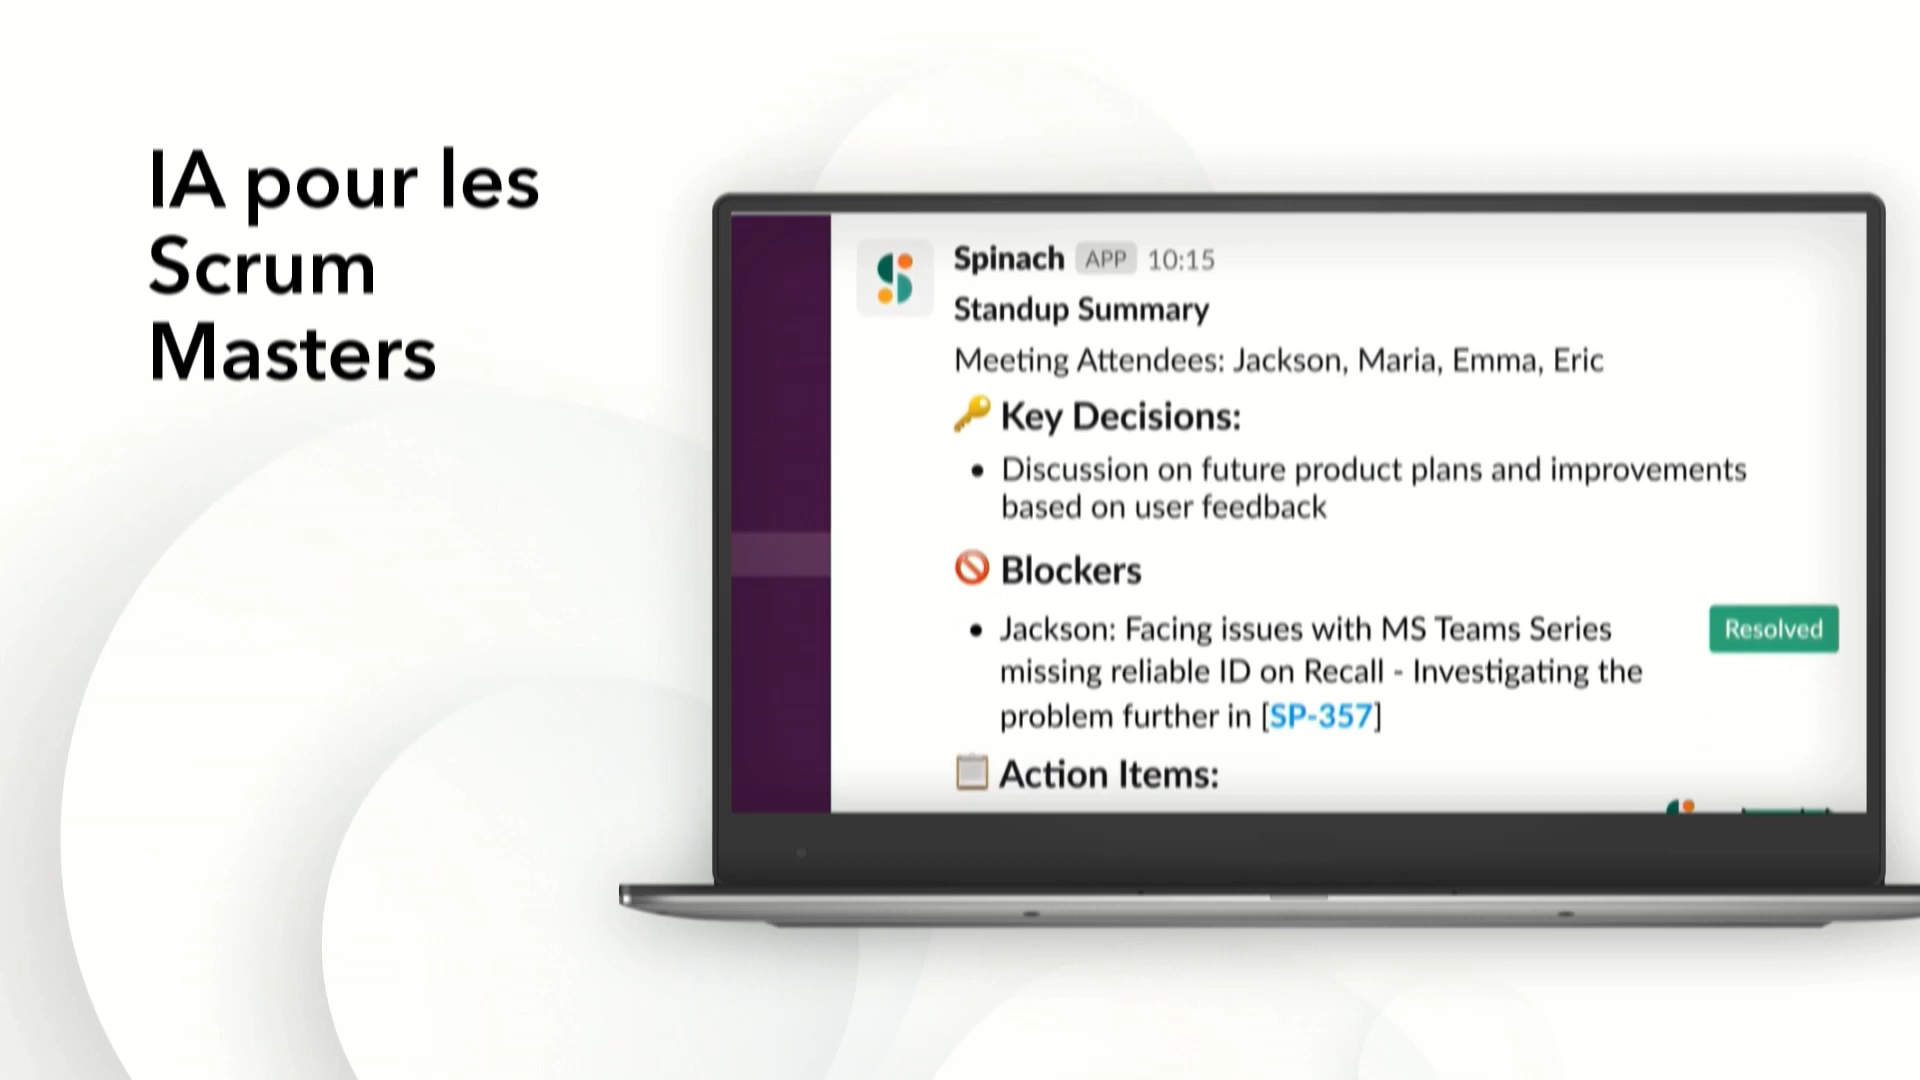 IA pour les
Scrum
Masters
Spinach APP 10:15
Standup Summary
Meeting Attendees: Jackson, Maria, Emma, Eric
Key Decisions:
• Discussion on future product plans and improvements
based on user feedback
Blockers
• Jackson: Facing issues with MS Teams Series
missing reliable ID on Recall - Investigating the
problem further in [SP-357]
Resolved
Action Items: